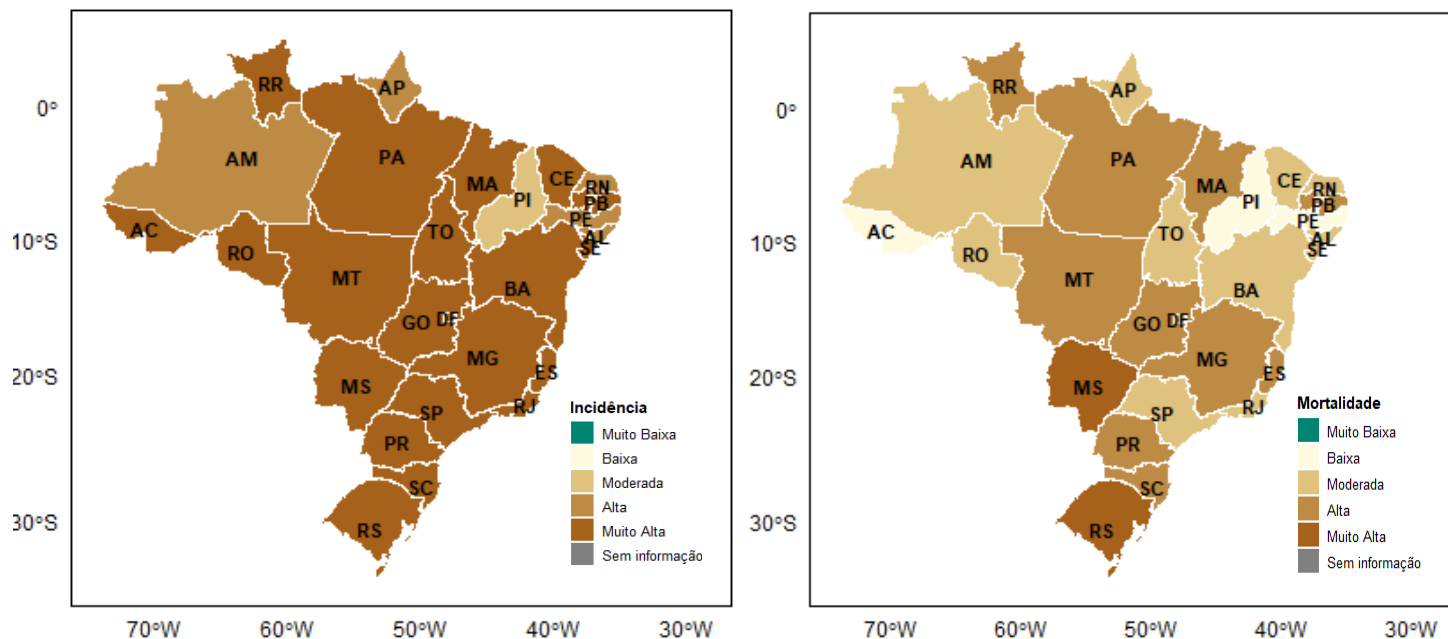 RR
AP
0°
AM
PA
MA
CE
RN
PI
PB
PE
AC
AL
TO
SE
10°S
RO
MT
BA
GO
DF
MG
ES
20°S
MS
SP
RJ
PR
SC
30°S
RS
Incidência
Muito Baixa
Baixa
Moderada
Alta
Muito Alta
Sem informação
70°W 60°W 50°W 40°W 30°W
RR
AP
0°
AM
PA
MA
CE
RN
PI
PB
PE
AC
AL
TO
SE
10°S
RO
MT
BA
GO
DF
MG
ES
20°S
MS
SP
RJ
PR
SC
30°S
RS
Mortalidade
Muito Baixa
Baixa
Moderada
Alta
Muito Alta
Sem informação
70°W 60°W 50°W 40°W 30°W